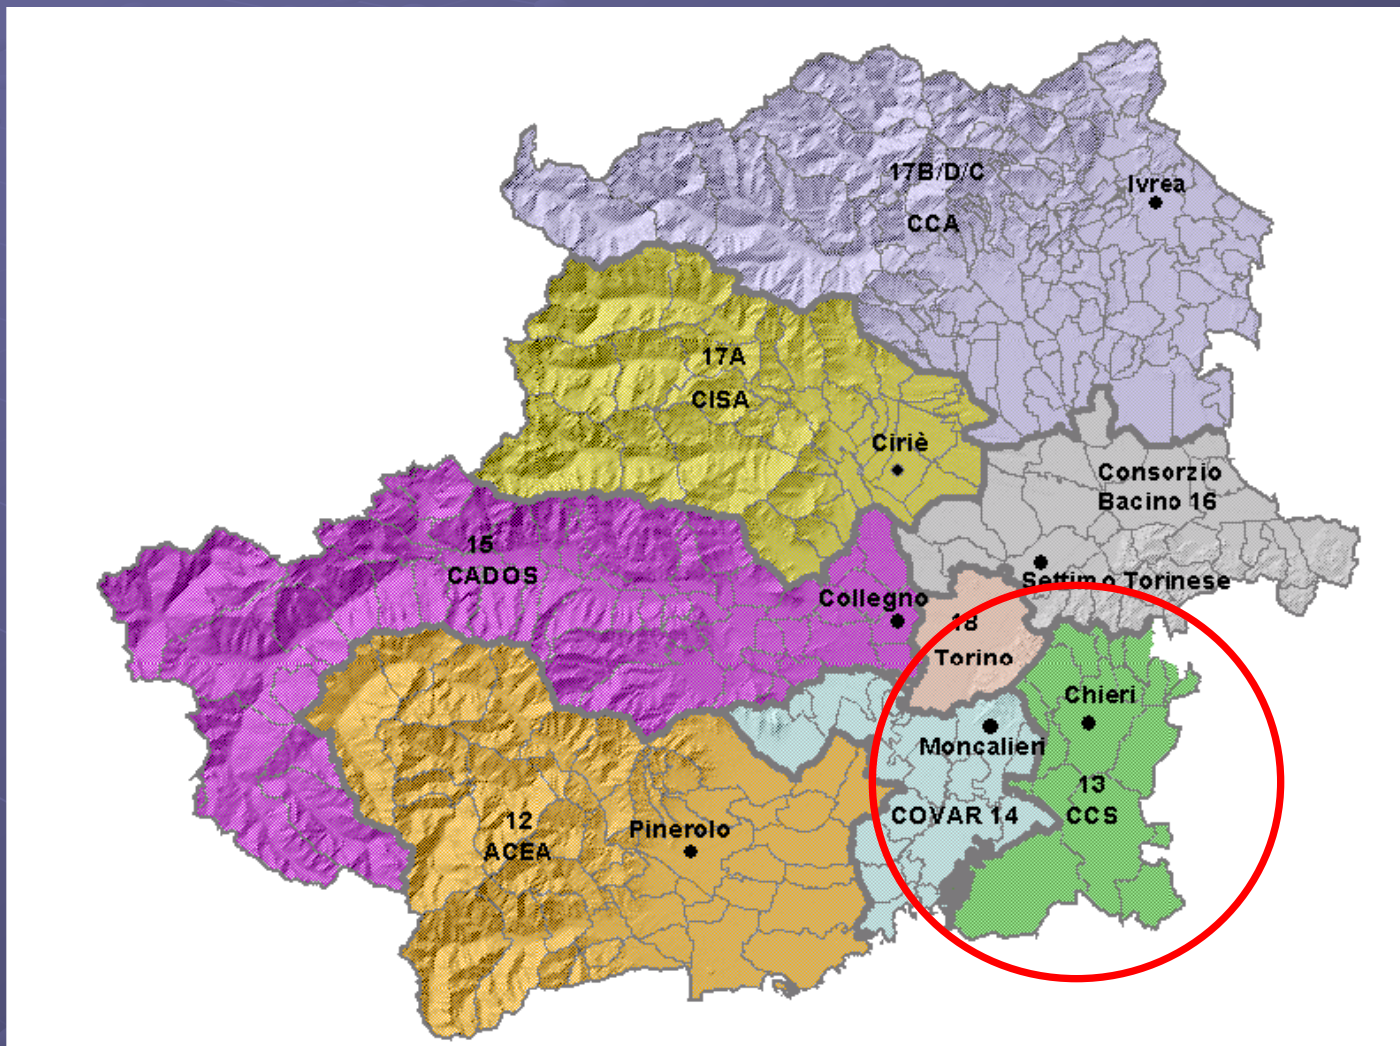 17B/D/C
CCA
Ivrea
17A
CISA
Ciriè
Consorzio
Bacino 16
15
CADOS
Settimo Torinese
Collegno
18
Torino
Chieri
Moncalieri
13
CCS
COVAR 14
12
ACEA
Pinerolo